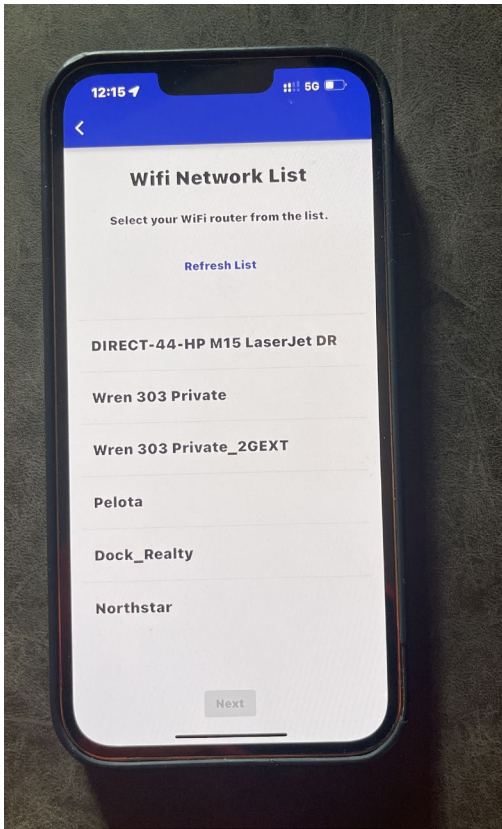 12:15 5G
Wifi Network List
Select your WiFi router from the list.
Refresh List
DIRECT-44-HP M15 LaserJet DR
Wren 303 Private
Wren 303 Private_2GEXT
Pelota
Dock_Realty
Northstar
Next